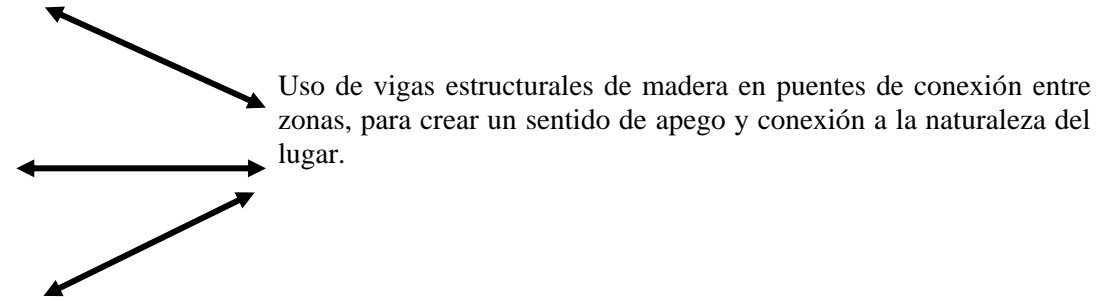 Uso de vigas estructurales de madera en puentes de conexión entre
zonas, para crear un sentido de apego y conexión a la naturaleza del
lugar.